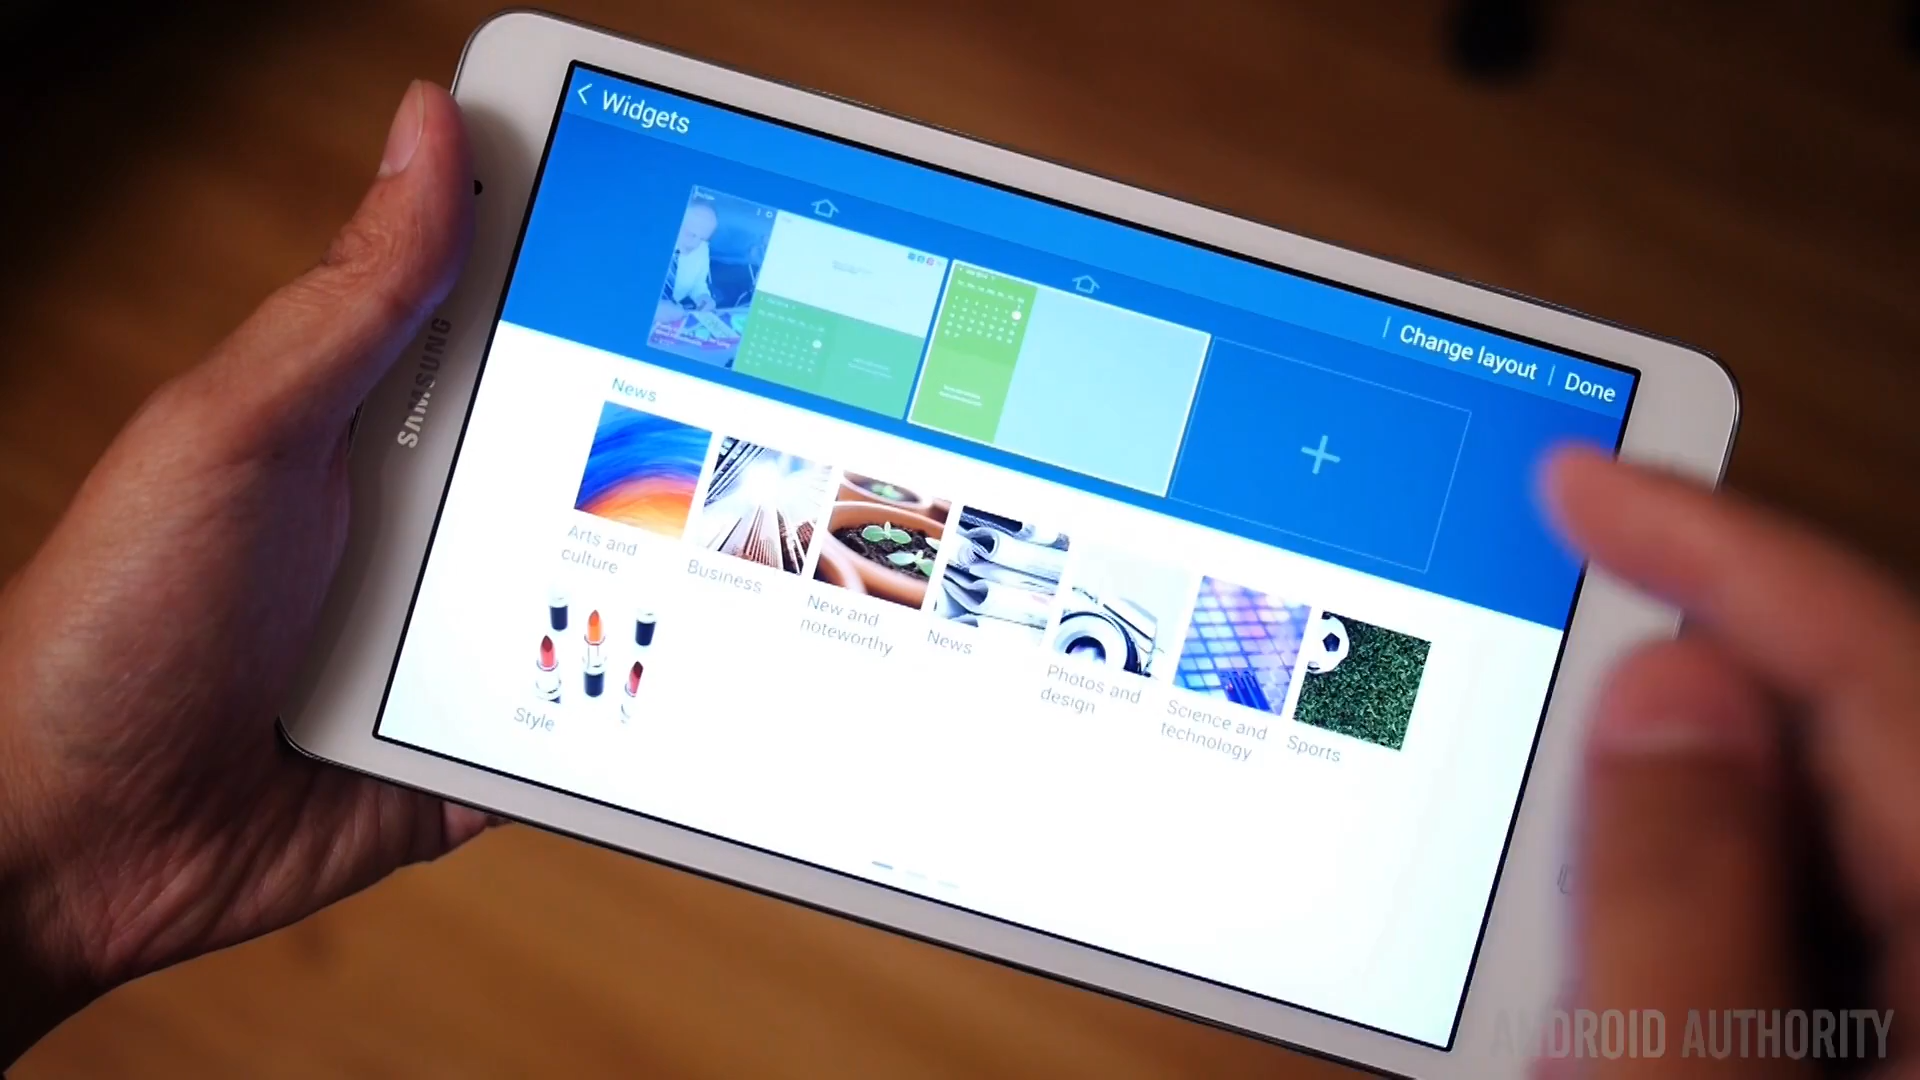 Widgets
Change layout | Done
SAMSUNG
News
Arts and
culture
Business
New and
noteworthy
News
Photos and
design
Science and
technology
Sports
Style
ANDROID AUTHORITY